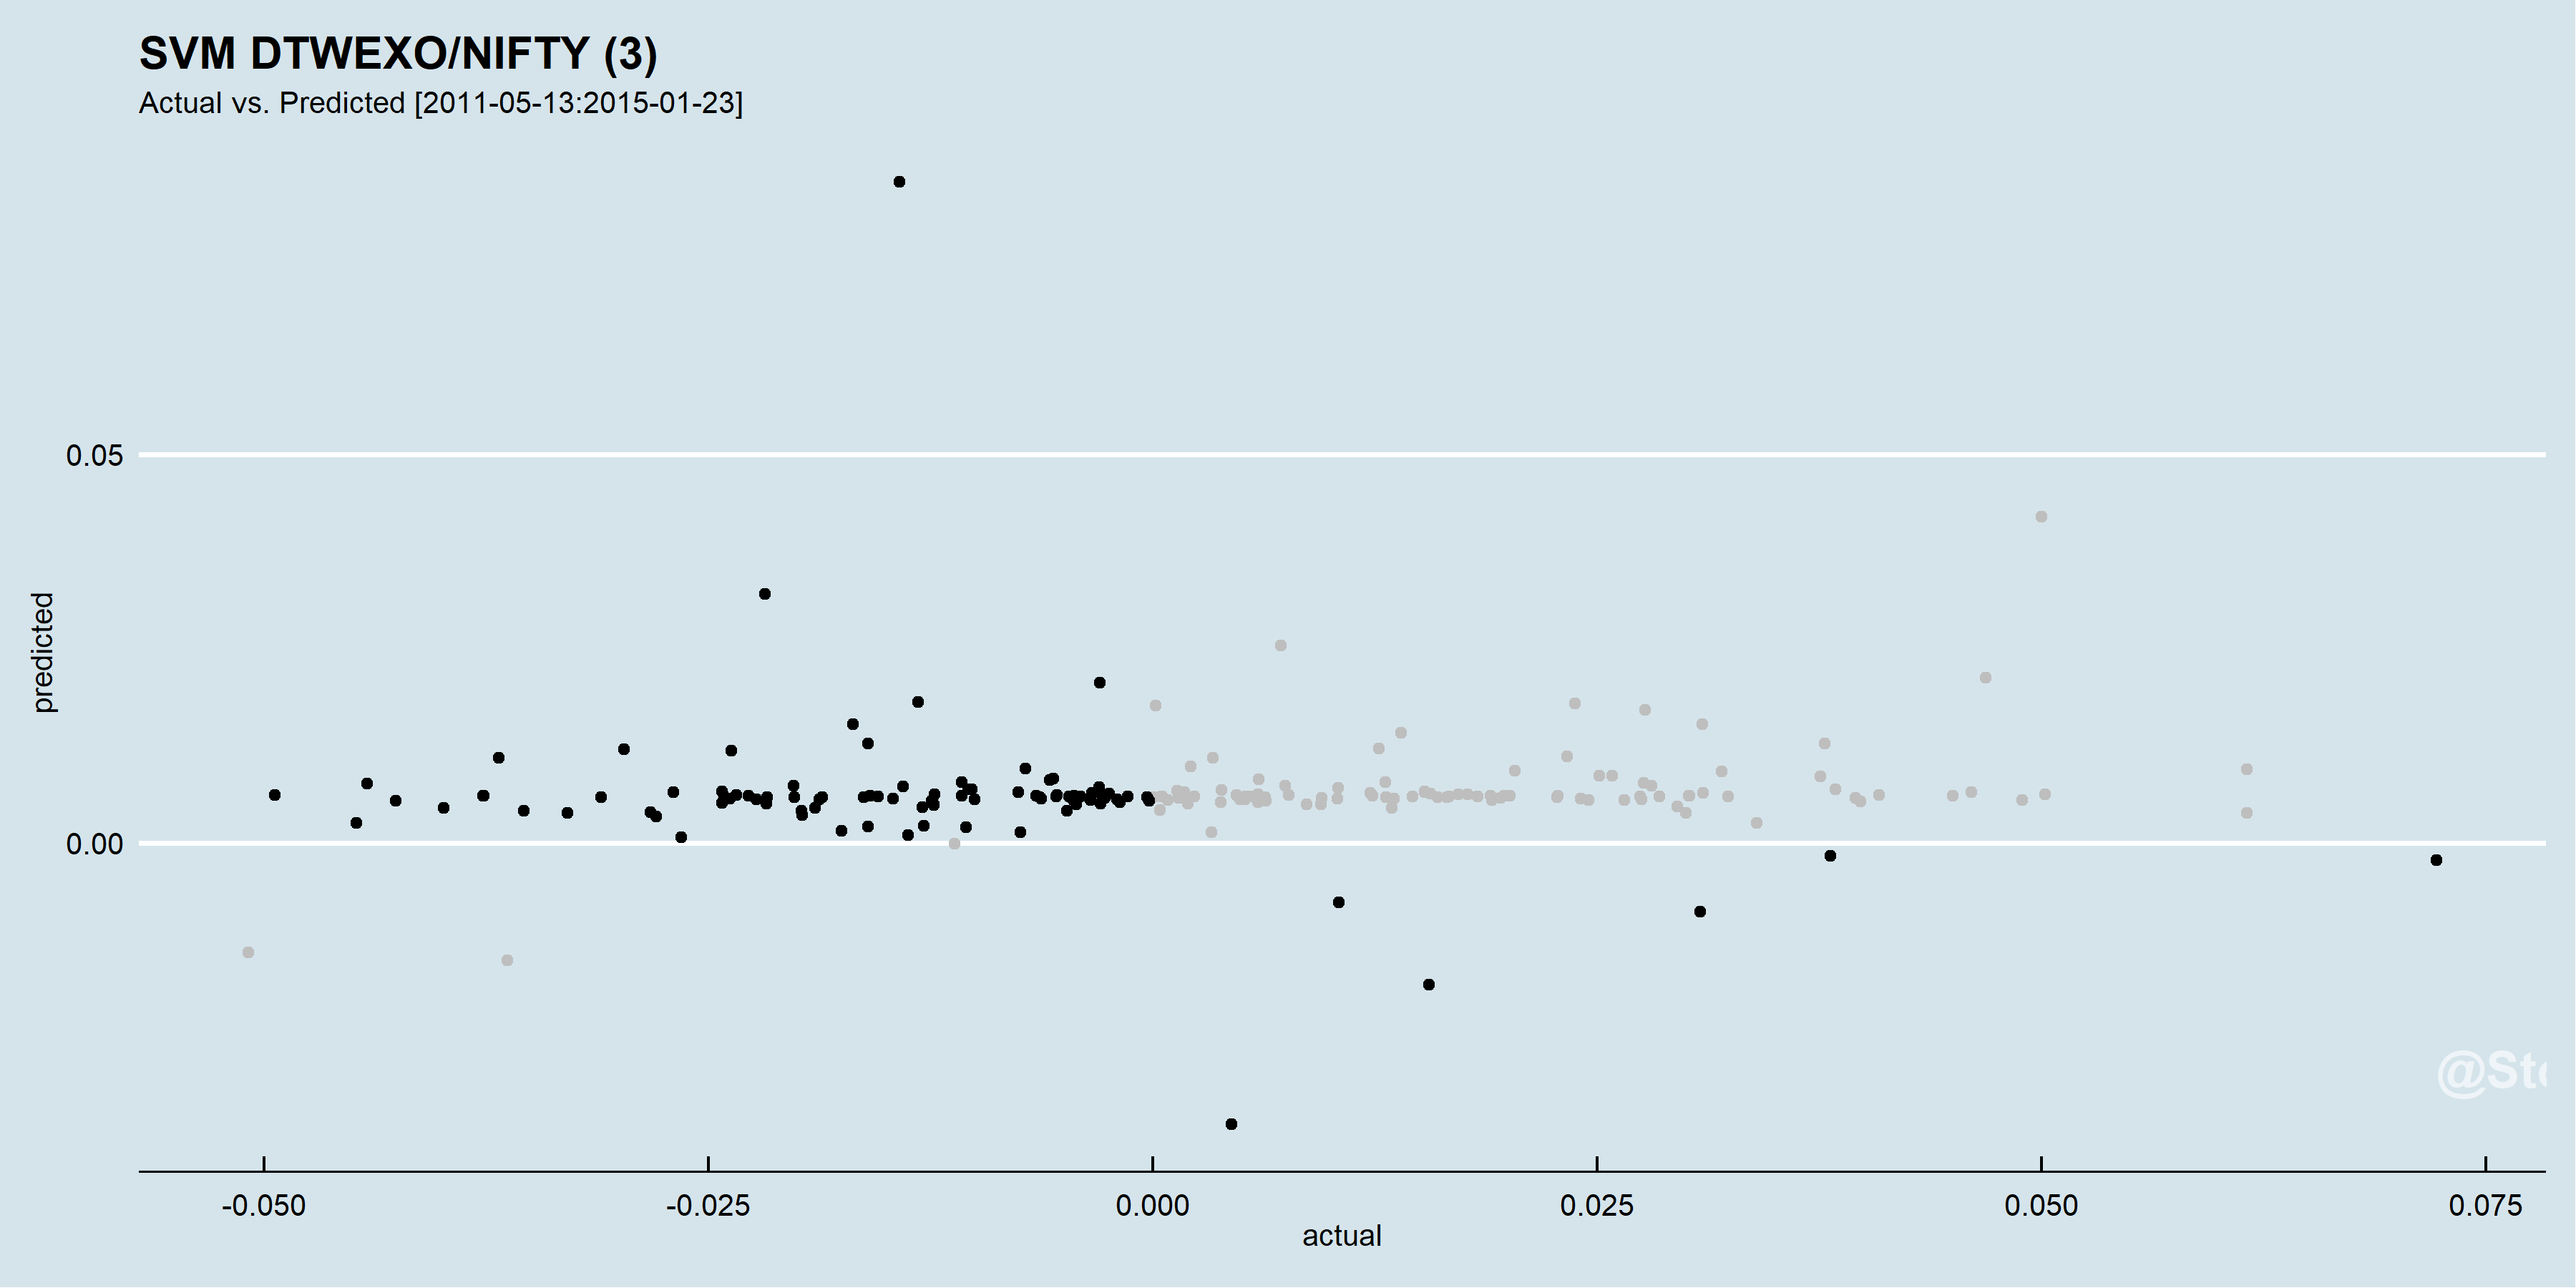 SVM DTWEXO/NIFTY (3)
Actual vs. Predicted [2011-05-13:2015-01-23]
0.05
predicted
0.00
-0.050 -0.025 0.000 0.025 0.050 0.075
actual